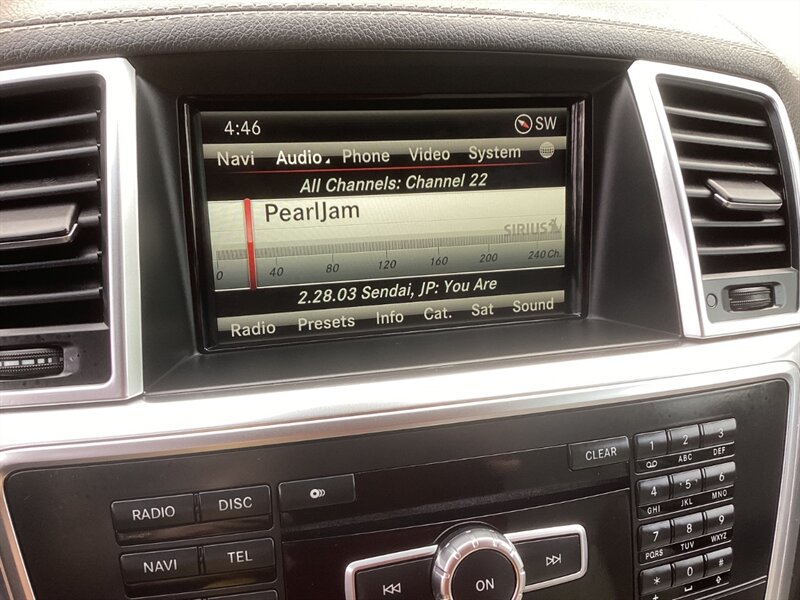 4:46 SW
Navi Audio Phone Video System
All Channels: Channel 22
PearlJam
SIRIUS
0 40 80 120 160 200 240 Ch.
2.28.03 Sendai, JP: You Are
Radio Presets Info Cat. Sat Sound
CLEAR
1 2 3
ABC DEF
RADIO DISC
4 5 6
GHI JKL MNO
7 8 9
PQRS TUV WXYZ
NAVI TEL
ON
* 0 #
+